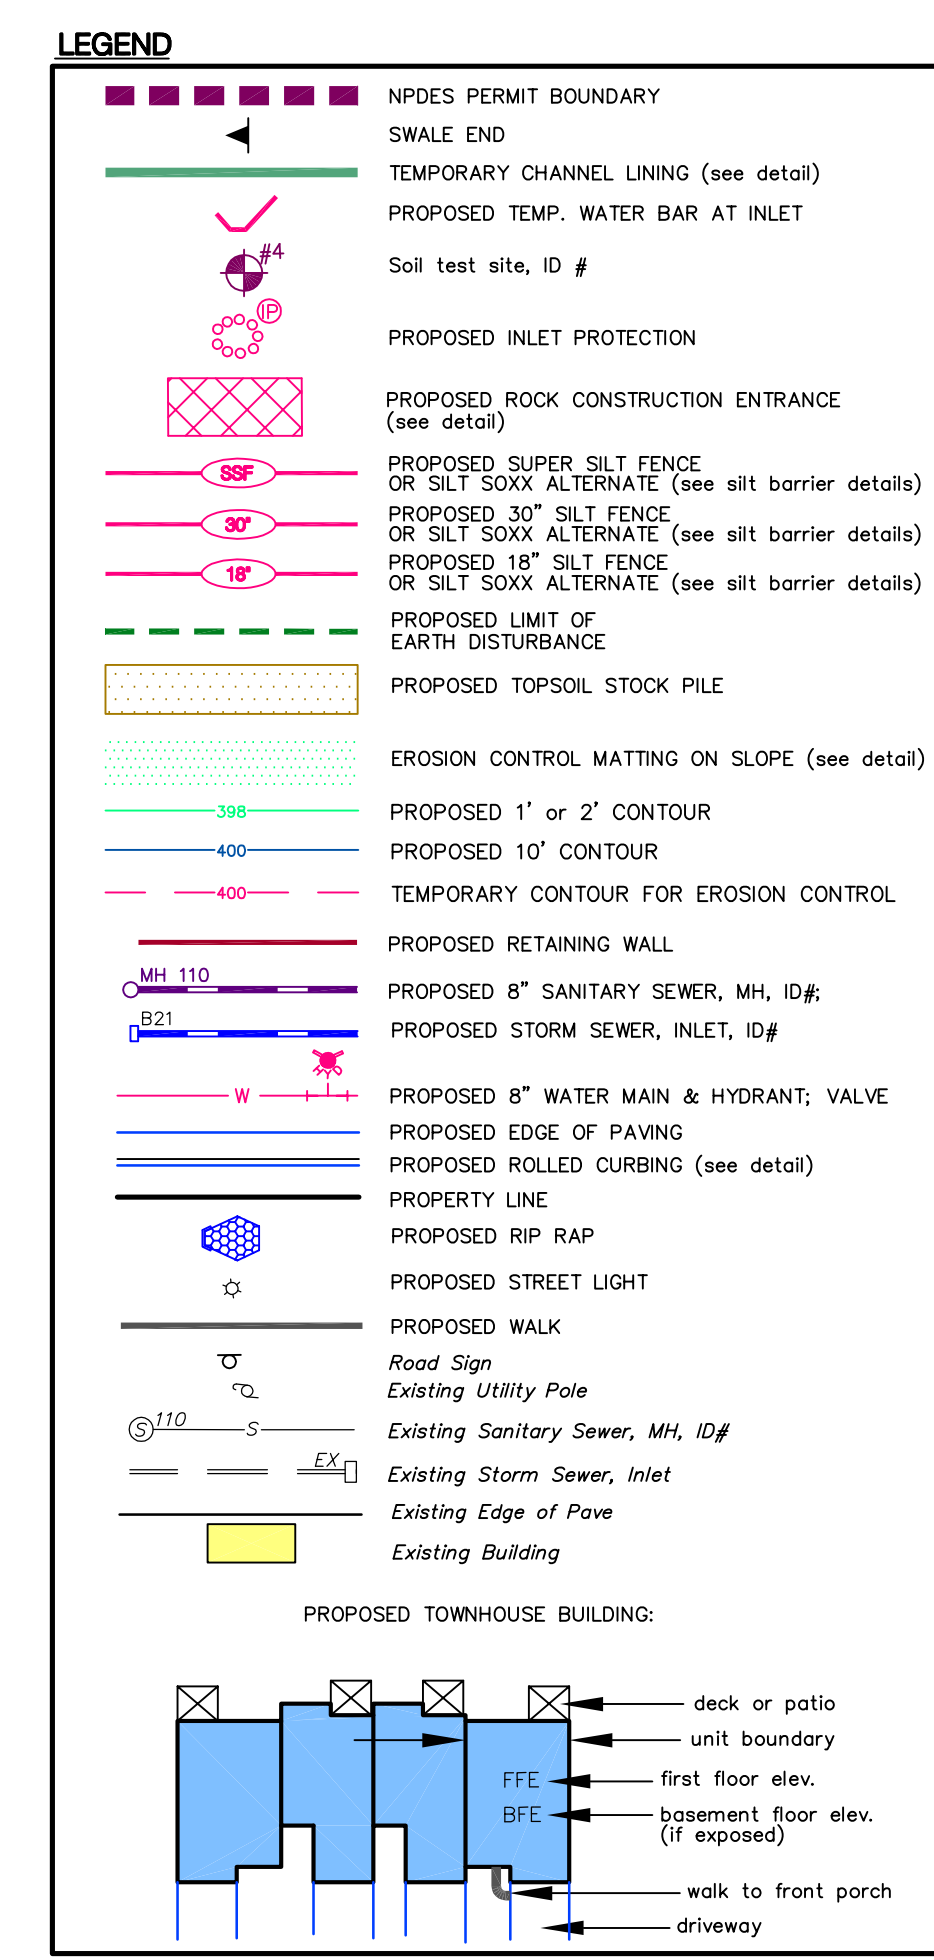 LEGEND
NPDES PERMIT BOUNDARY
SWALE END
TEMPORARY CHANNEL LINING (see detail)
PROPOSED TEMP. WATER BAR AT INLET
#4
Soil test site, ID #
IP
PROPOSED INLET PROTECTION
PROPOSED ROCK CONSTRUCTION ENTRANCE
(see detail)
SSF
PROPOSED SUPER SILT FENCE
OR SILT SOXX ALTERNATE (see silt barrier details)
30"
PROPOSED 30" SILT FENCE
OR SILT SOXX ALTERNATE (see silt barrier details)
18"
PROPOSED 18" SILT FENCE
OR SILT SOXX ALTERNATE (see silt barrier details)
PROPOSED LIMIT OF
EARTH DISTURBANCE
PROPOSED TOPSOIL STOCK PILE
EROSION CONTROL MATTING ON SLOPE (see detail)
398
PROPOSED 1' or 2' CONTOUR
400
PROPOSED 10' CONTOUR
400
TEMPORARY CONTOUR FOR EROSION CONTROL
PROPOSED RETAINING WALL
MH 110
PROPOSED 8" SANITARY SEWER, MH, ID#;
B21
PROPOSED STORM SEWER, INLET, ID#
HYD
W
PROPOSED 8" WATER MAIN & HYDRANT; VALVE
PROPOSED EDGE OF PAVING
PROPOSED ROLLED CURBING (see detail)
PROPERTY LINE
PROPOSED RIP RAP
PROPOSED STREET LIGHT
PROPOSED WALK
Road Sign
Existing Utility Pole
S 110 S
Existing Sanitary Sewer, MH, ID#
EX
Existing Storm Sewer, Inlet
Existing Edge of Pave
Existing Building
PROPOSED TOWNHOUSE BUILDING:
deck or patio
unit boundary
FFE
first floor elev.
BFE
basement floor elev.
(if exposed)
walk to front porch
driveway